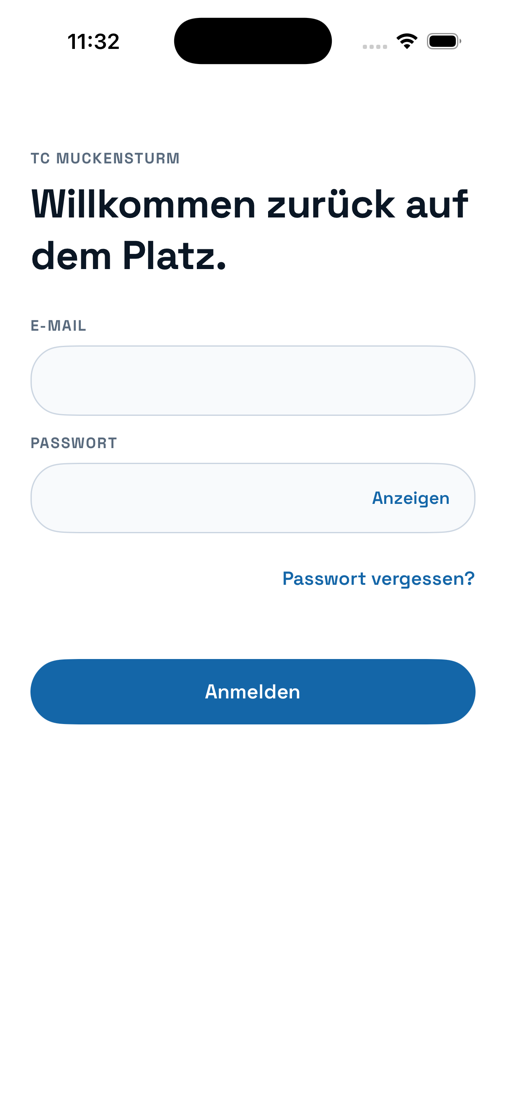 11:32
TC MUCKENSTURM
Willkommen zurück auf
dem Platz.
E-MAIL
PASSWORT
Anzeigen
Passwort vergessen?
Anmelden